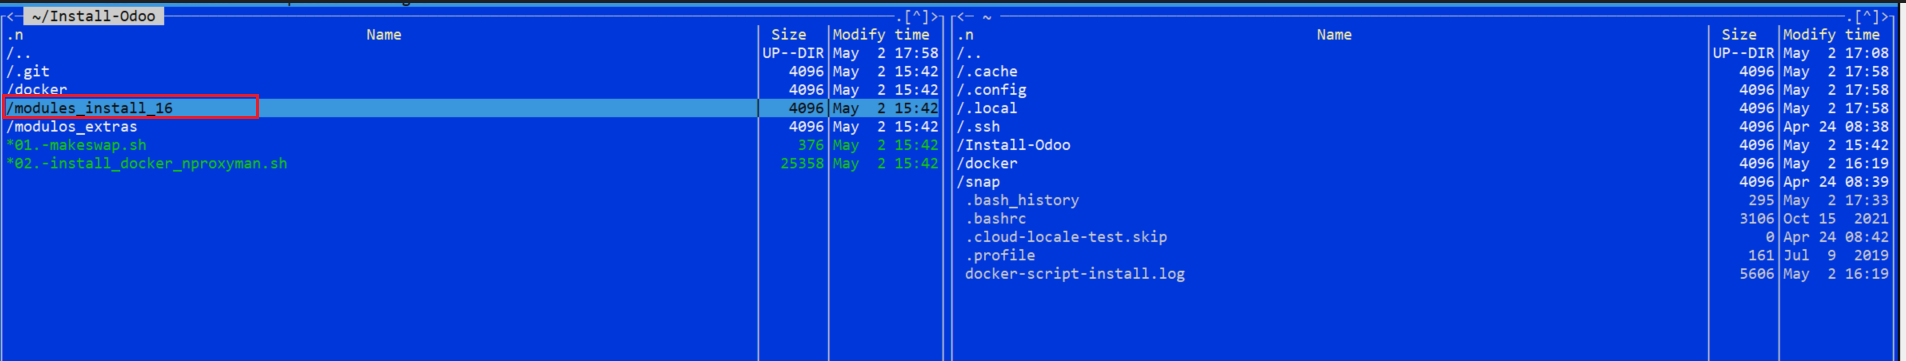 <─ ~/Install-Odoo .[^]>
.n Name Size Modify time
/.. UP--DIR May 2 17:58
/.git 4096 May 2 15:42
/docker 4096 May 2 15:42
/modules_install_16 4096 May 2 15:42
/modulos_extras 4096 May 2 15:42
*01.-makeswap.sh 376 May 2 15:42
*02.-install_docker_nproxyman.sh 25358 May 2 15:42
<─ ~ .[^]>
.n Name Size Modify time
/.. UP--DIR May 2 17:08
/.cache 4096 May 2 17:58
/.config 4096 May 2 17:58
/.local 4096 May 2 17:58
/.ssh 4096 Apr 24 08:38
/Install-Odoo 4096 May 2 15:42
/docker 4096 May 2 16:19
/snap 4096 Apr 24 08:39
.bash_history 295 May 2 17:33
.bashrc 3106 Oct 15 2021
.cloud-locale-test.skip 0 Apr 24 08:42
.profile 161 Jul 9 2019
docker-script-install.log 5606 May 2 16:19